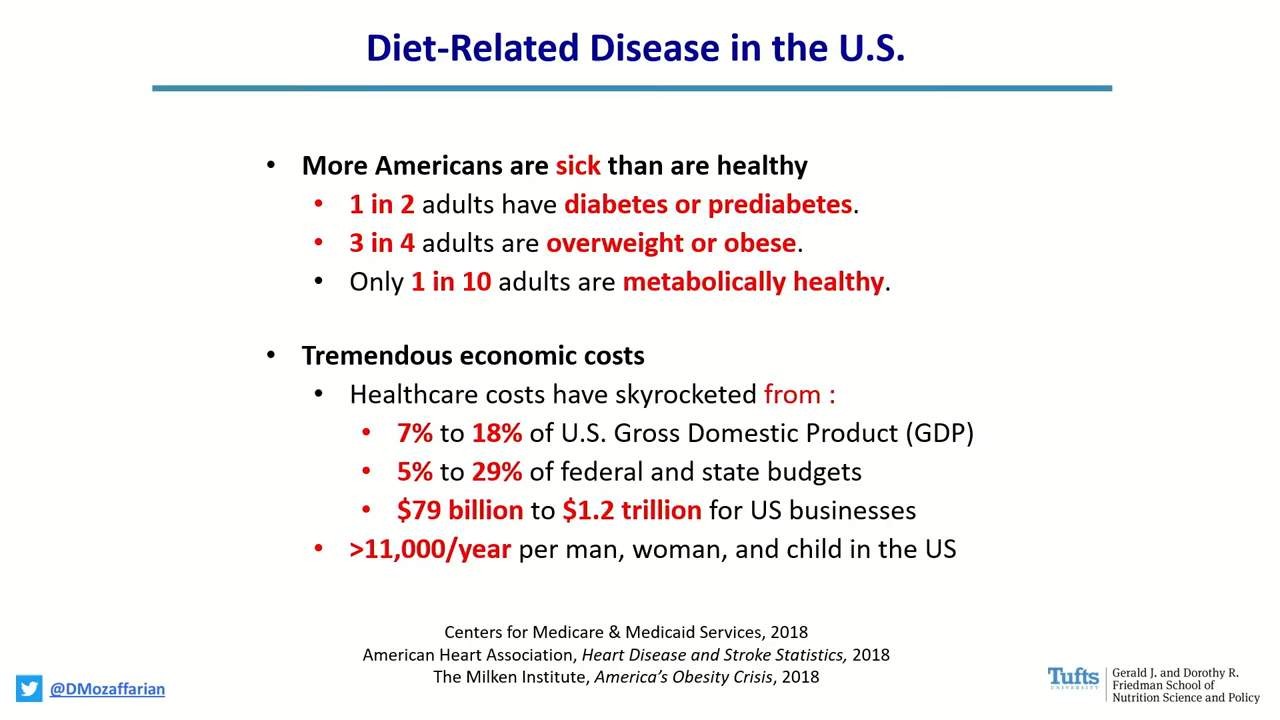 Diet-Related Disease in the U.S.
• More Americans are sick than are healthy
• 1 in 2 adults have diabetes or prediabetes.
• 3 in 4 adults are overweight or obese.
• Only 1 in 10 adults are metabolically healthy.
• Tremendous economic costs
• Healthcare costs have skyrocketed from :
• 7% to 18% of U.S. Gross Domestic Product (GDP)
• 5% to 29% of federal and state budgets
• $79 billion to $1.2 trillion for US businesses
• >11,000/year per man, woman, and child in the US
Centers for Medicare & Medicaid Services, 2018
American Heart Association, Heart Disease and Stroke Statistics, 2018
The Milken Institute, America's Obesity Crisis, 2018
@DMozaffarian
Tufts
UNIVERSITY
Gerald J. and Dorothy R.
Friedman School of
Nutrition Science and Policy